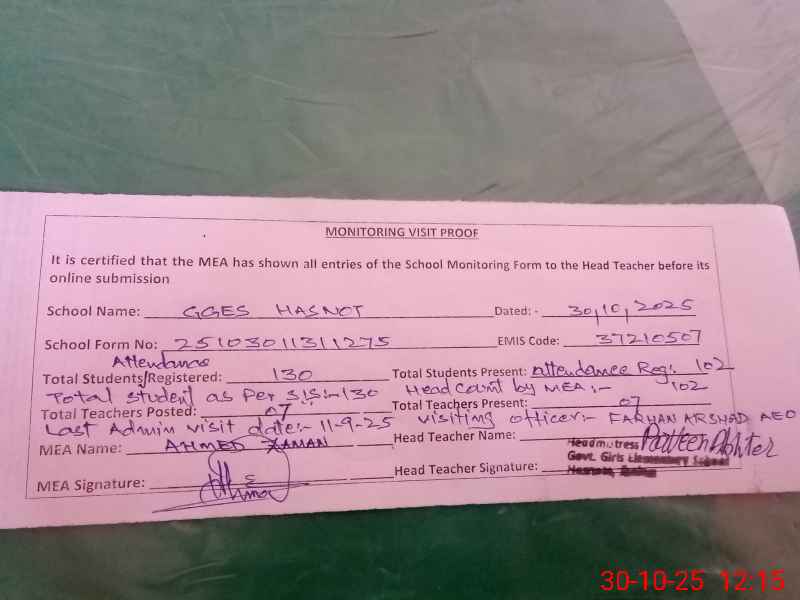 MONITORING VISIT PROOF
It is certified that the MEA has shown all entries of the School Monitoring Form to the Head Teacher before its
online submission
School Name: GGES HASNOT Dated: - 30,10,2025
School Form No: 25103011311275 EMIS Code: 37210507
Attendance
Total Students/Registered: 130 Total Students Present: attendance Reg:- 102
Total student as per SIS:-130 Head count by MEA:- 102
Total Teachers Posted: 07 Total Teachers Present: 07
Last Admin visit date:- 11-9-25 visiting officer:- FARHAN ARSHAD AEO
MEA Name: AHMED ZAMAN Head Teacher Name: Parveen Akhter
Headmistress
Govt. Girls Elementary School
MEA Signature: Head Teacher Signature:
30-10-25 12:15